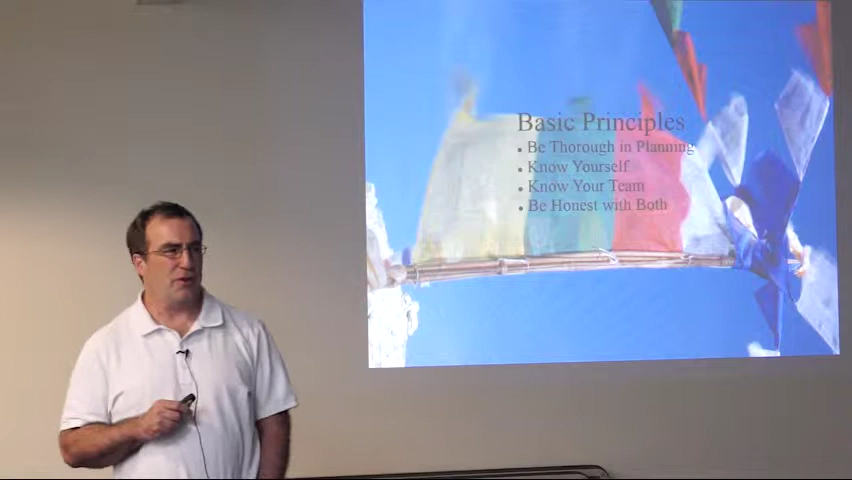 Basic Principles
• Be Thorough in Planning
• Know Yourself
• Know Your Team
• Be Honest with Both